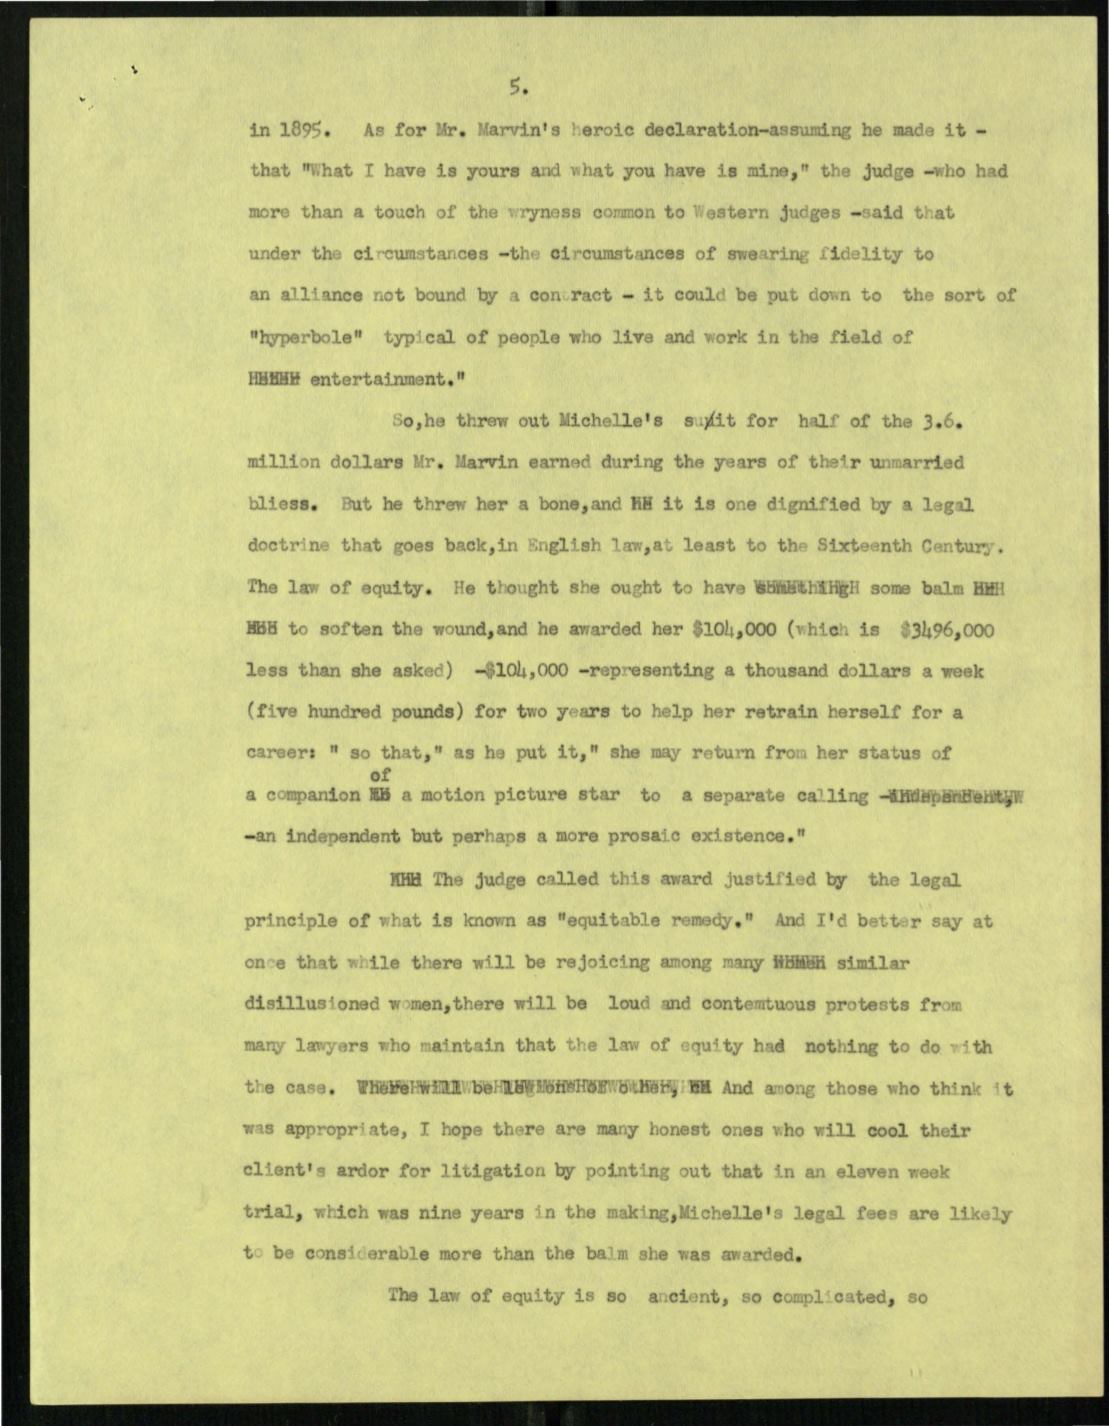 5.
in 1895. As for Mr. Marvin's heroic declaration-assuming he made it -
that "What I have is yours and what you have is mine," the judge -who had
more than a touch of the wryness common to Western judges -said that
under the circumstances -the circumstances of swearing fidelity to
an alliance not bound by a contract - it could be put down to the sort of
"hyperbole" typical of people who live and work in the field of
entertainment."
So,he threw out Michelle's suit for half of the 3.6.
million dollars Mr. Marvin earned during the years of their unmarried
bliess. But he threw her a bone,and it is one dignified by a legal
doctrine that goes back,in English law,at least to the Sixteenth Century.
The law of equity. He thought she ought to have something some balm
to soften the wound,and he awarded her $104,000 (which is $3496,000
less than she asked) -$104,000 -representing a thousand dollars a week
(five hundred pounds) for two years to help her retrain herself for a
career: " so that," as he put it," she may return from her status of
of
a companion a motion picture star to a separate calling -independent,
-an independent but perhaps a more prosaic existence."
The judge called this award justified by the legal
principle of what is known as "equitable remedy." And I'd better say at
once that while there will be rejoicing among many women similar
disillusioned women,there will be loud and contemtuous protests from
many lawyers who maintain that the law of equity had nothing to do with
the case. There will be And among those who think it
was appropriate, I hope there are many honest ones who will cool their
client's ardor for litigation by pointing out that in an eleven week
trial, which was nine years in the making,Michelle's legal fees are likely
to be considerable more than the balm she was awarded.
The law of equity is so ancient, so complicated, so